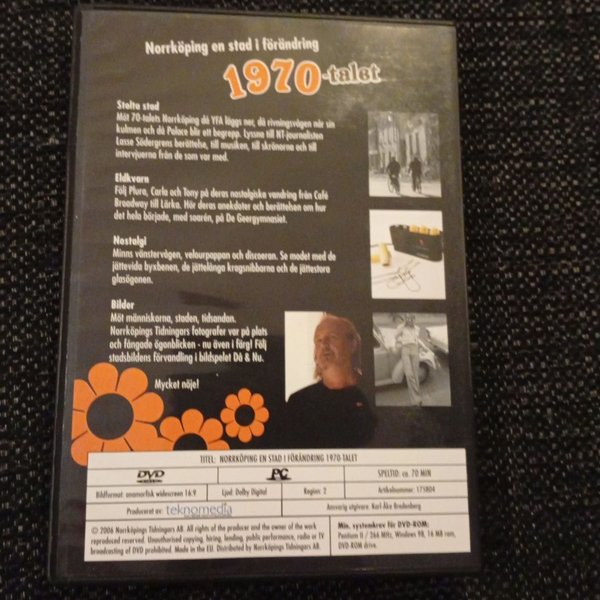 Norrköping en stad i förändring
1970-talet
Stolta stad
Möt 70-talets Norrköping då YFA läggs ner, då rivningsvågen når sin
kulmen och då Palace blir ett begrepp. Lyssna till NT-journalisten
Lasse Södergrens berättelse, till musiken, till skrönorna och till
intervjuerna från de som var med.
Eldkvarn
Följ Plura, Carla och Tony på deras nostalgiska vandring från Café
Broadway till Lärka. Hör deras anekdoter och berättelsen om hur
det hela började, med soarén, på De Geergymnasiet.
Nostalgi
Minns vänstervågen, velourpappan och discoeran. Se modet med de
jättevida byxbenen, de jättelånga kragsnibbarna och de jättestora
glasögonen.
Bilder
Möt människorna, staden, tidsandan.
Norrköpings Tidningars fotografer var på plats
och fångade ögonblicken - nu även i färg! Följ
stadsbildens förvandling i bildspelet Då & Nu.
Mycket nöje!
TITEL: NORRKÖPING EN STAD I FÖRÄNDRING 1970-TALET
DVD
PC
SPELTID: ca. 70 MIN
Bildformat: anamorfisk widescreen 16:9
Ljud: Dolby Digital
Region: 2
Artikelnummer: 175804
Producerat av: teknomedia
Ansvarig utgivare. Karl-Åke Bredenberg
© 2006 Norrköpings Tidningars AB. All rights of the producer and the owner of the work
reproduced reserved. Unauthorised copying, hiring, lending, public performance, radio or TV
broadcasting of DVD prohibited. Made in the EU. Distributed by Norrköpings Tidningars AB.
Min. systemkrav för DVD-ROM:
Pentium II / 266 MHz, Windows 98, 16 MB ram,
DVD-ROM drive.